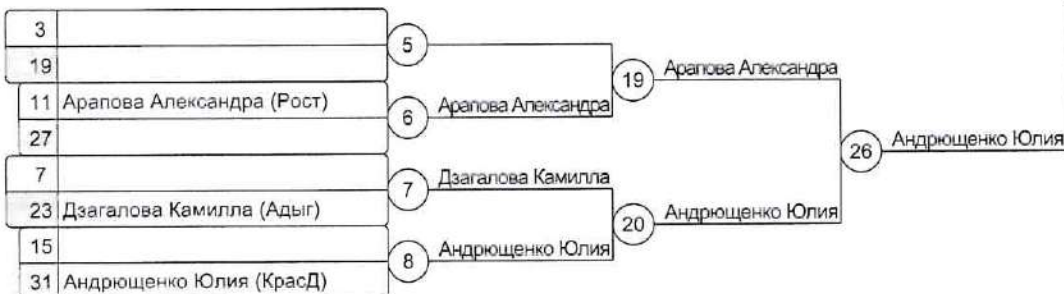 3
5
19
19 Арапова Александра
11 Арапова Александра (Рост)
6 Арапова Александра
27
26 Андрющенко Юлия
7
7 Дзагалова Камилла
23 Дзагалова Камилла (Адыг)
20 Андрющенко Юлия
15
8 Андрющенко Юлия
31 Андрющенко Юлия (КрасД)